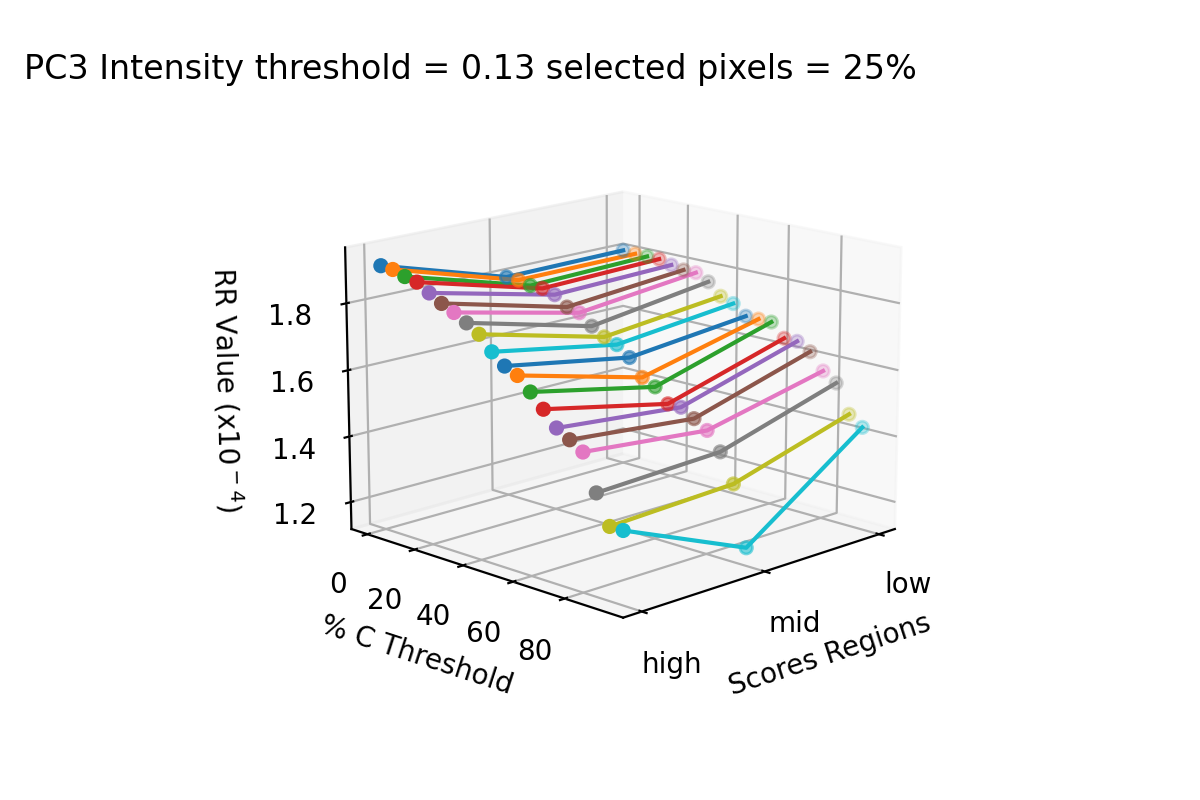 PC3 Intensity threshold = 0.13 selected pixels = 25%
RR Value (x10⁻⁴)
1.8
1.6
1.4
1.2
0
20
40
60
80
% C Threshold
high
mid
low
Scores Regions